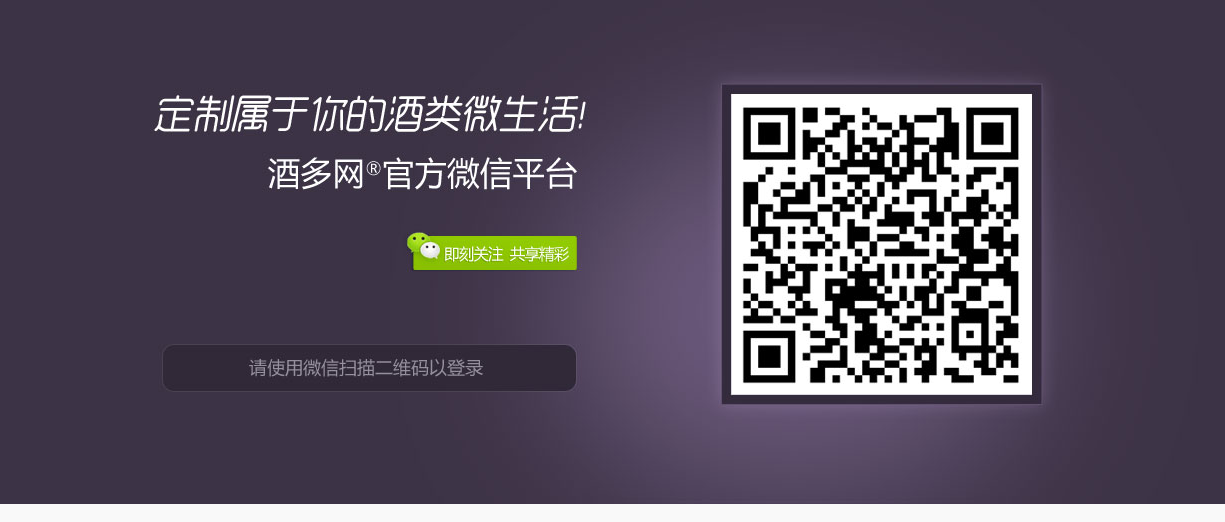 定制属于你的酒类微生活!
酒多网®官方微信平台
即刻关注 共享精彩
请使用微信扫描二维码以登录